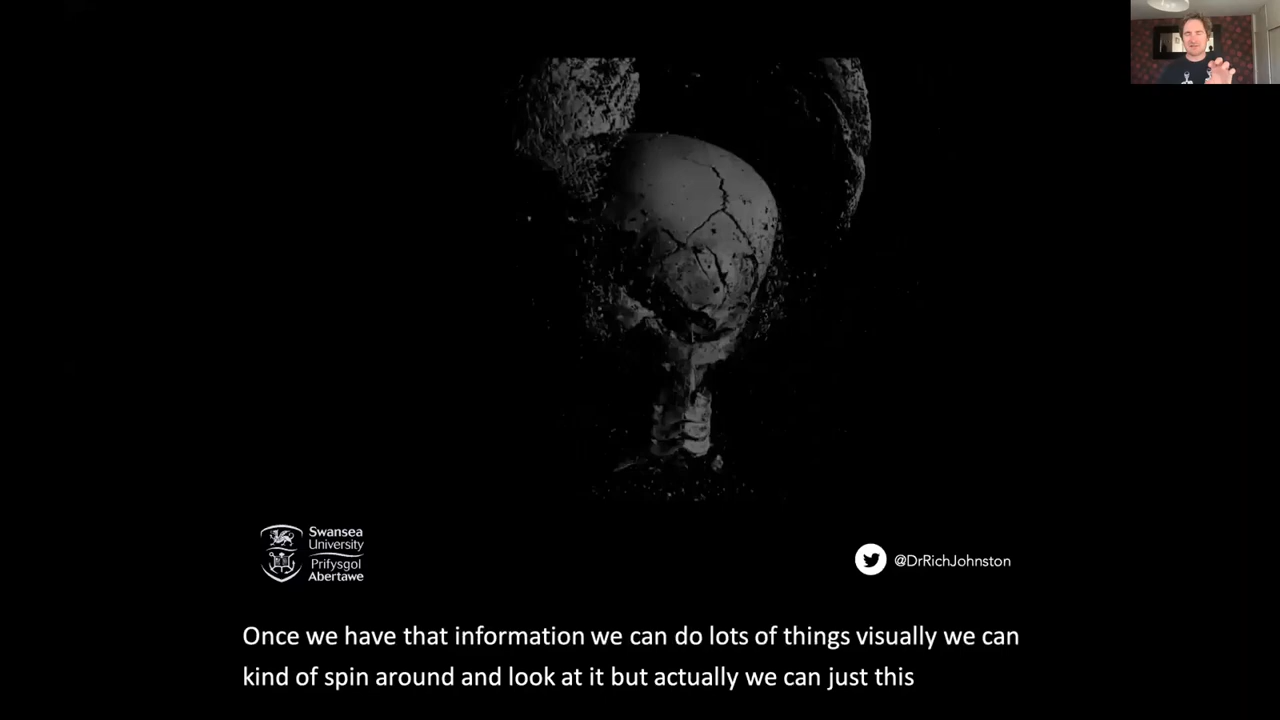 Swansea
University
Prifysgol
Abertawe
@DrRichJohnston
Once we have that information we can do lots of things visually we can
kind of spin around and look at it but actually we can just this